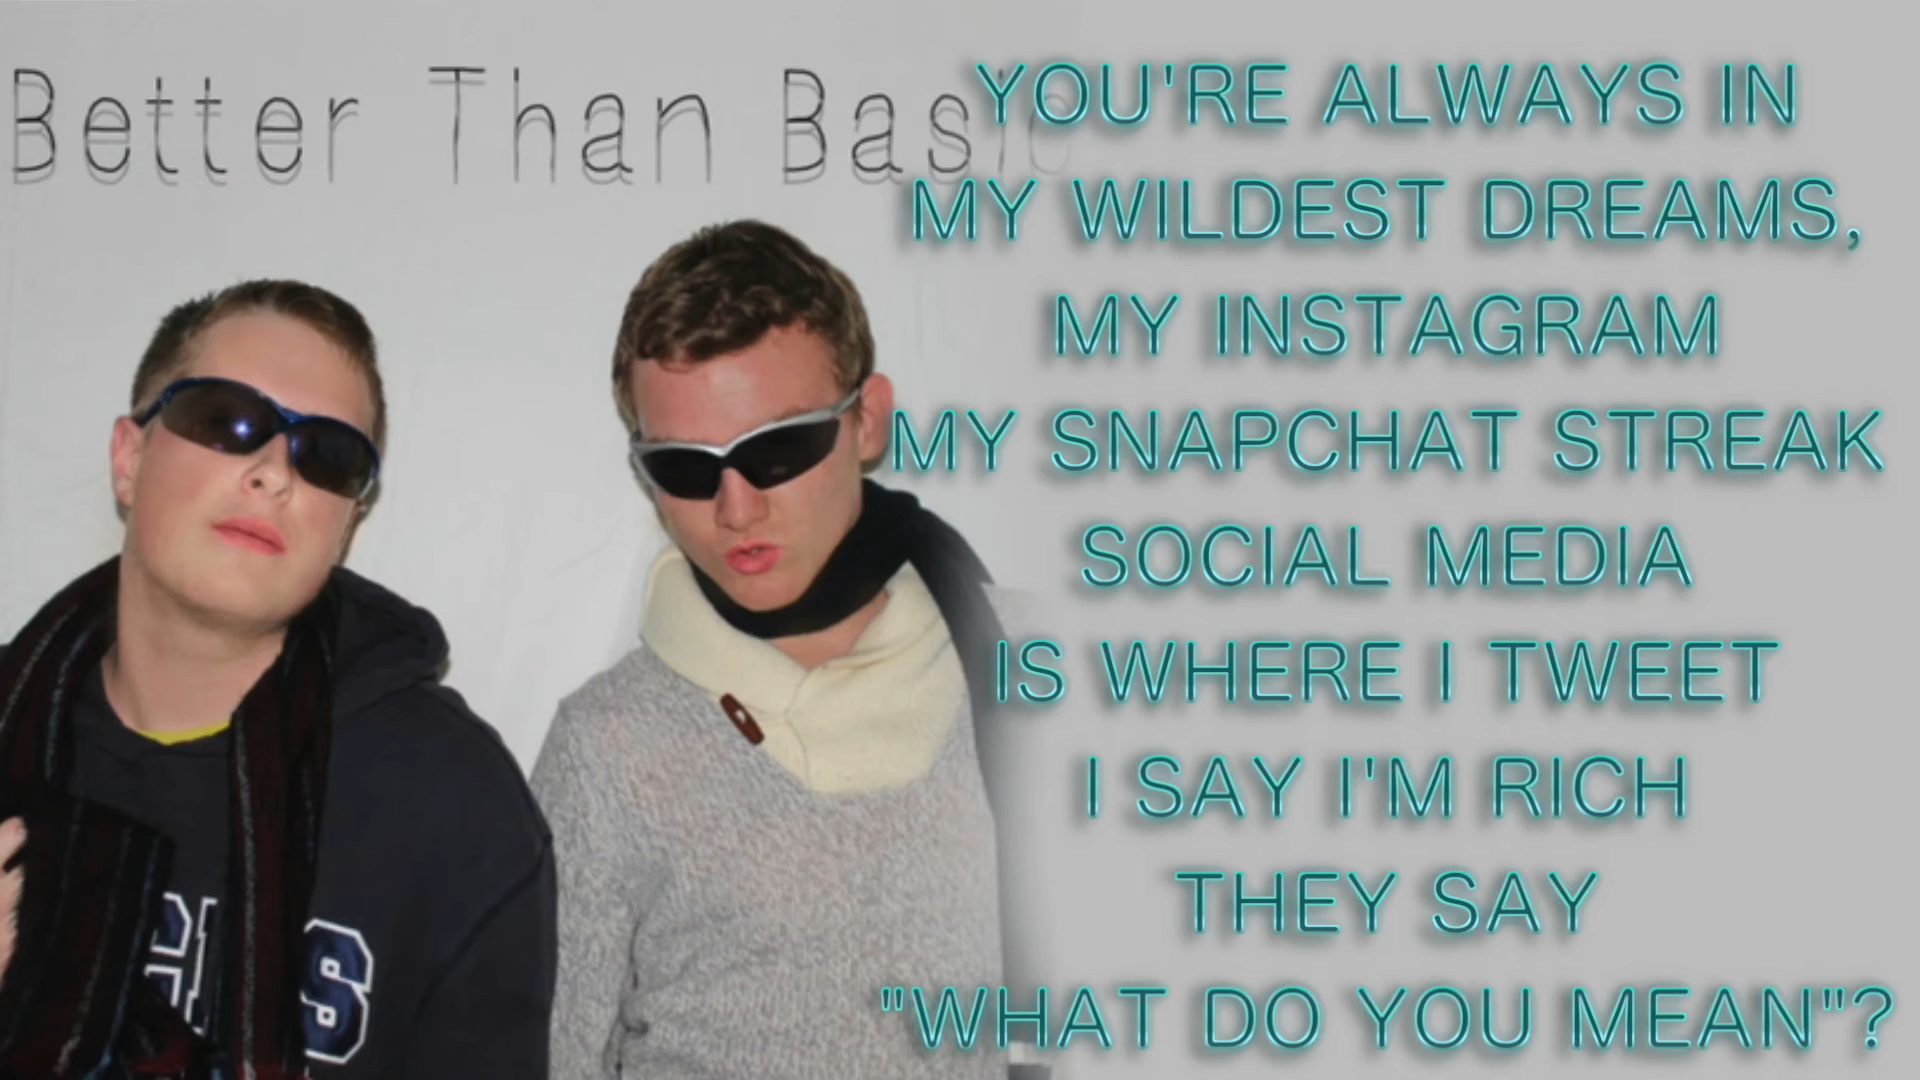 Better Than Basic
YOU'RE ALWAYS IN
MY WILDEST DREAMS,
MY INSTAGRAM
MY SNAPCHAT STREAK
SOCIAL MEDIA
IS WHERE I TWEET
I SAY I'M RICH
THEY SAY
"WHAT DO YOU MEAN"?